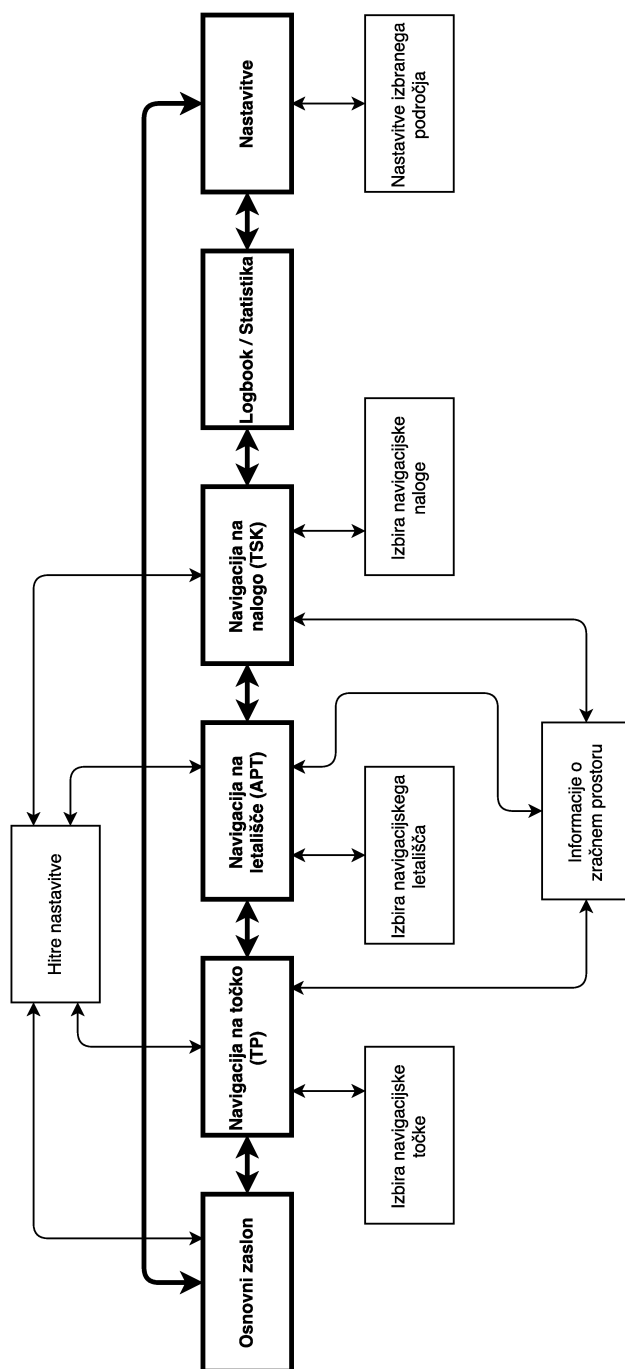 Hitre nastavitve
Osnovni zaslon
Navigacija na točko
(TP)
Navigacija na
letališče (APT)
Navigacija na
nalogo (TSK)
Logbook / Statistika
Nastavitve
Izbira navigacijske
točke
Izbira navigacijskega
letališča
Izbira navigacijske
naloge
Nastavitve izbranega
področja
Informacije o
zračnem prostoru